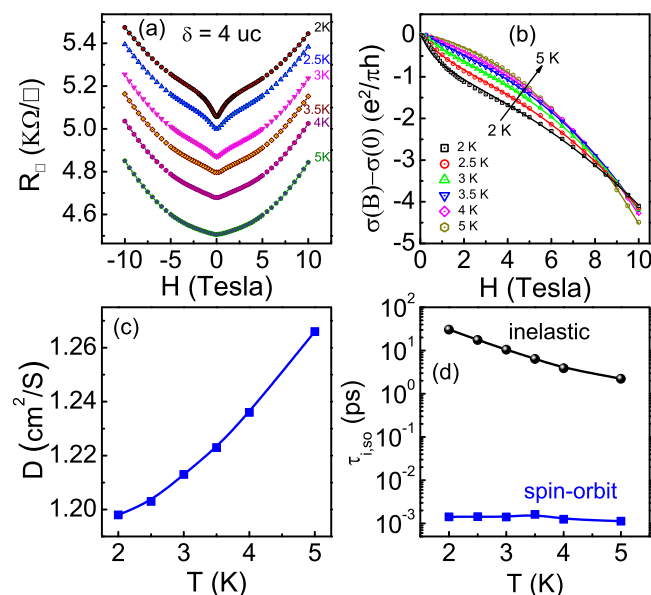 (a)
δ = 4 uc
2K
2.5K
3K
3.5K
4K
5K
5.4
5.2
5.0
4.8
4.6
R□ (KΩ/□)
-10 -5 0 5 10
H (Tesla)
(b)
5 K
2 K
2 K
2.5 K
3 K
3.5 K
4 K
5 K
0
-1
-2
-3
-4
-5
σ(B)−σ(0) (e²/πh)
0 2 4 6 8 10
H (Tesla)
(c)
1.26
1.24
1.22
1.20
D (cm²/S)
2 3 4 5
T (K)
(d)
inelastic
spin-orbit
10²
10¹
10⁰
10⁻¹
10⁻²
10⁻³
τi,so (ps)
2 3 4 5
T (K)